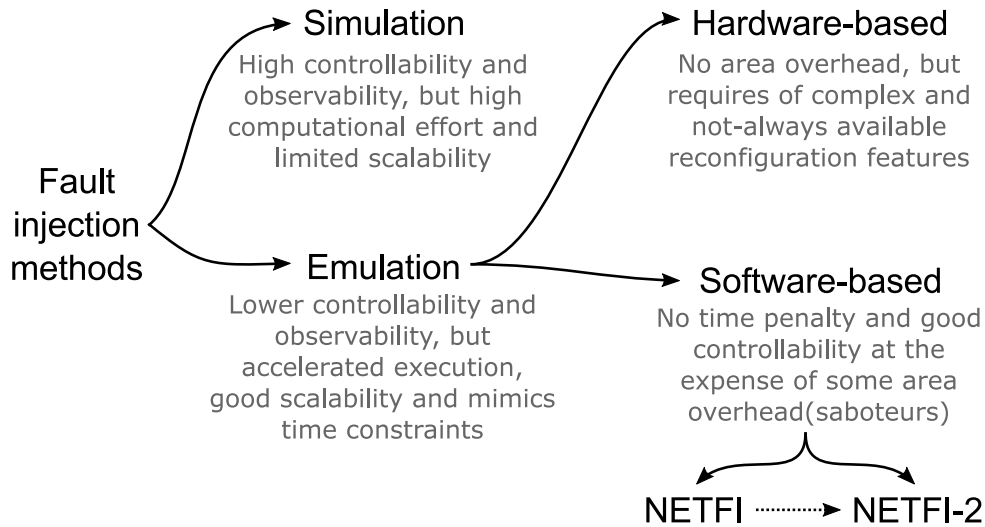 Simulation
High controllability and
observability, but high
computational effort and
limited scalability
Hardware-based
No area overhead, but
requires of complex and
not-always available
reconfiguration features
Fault
injection
methods
Emulation
Lower controllability and
observability, but
accelerated execution,
good scalability and mimics
time constraints
Software-based
No time penalty and good
controllability at the
expense of some area
overhead(saboteurs)
NETFI
NETFI-2